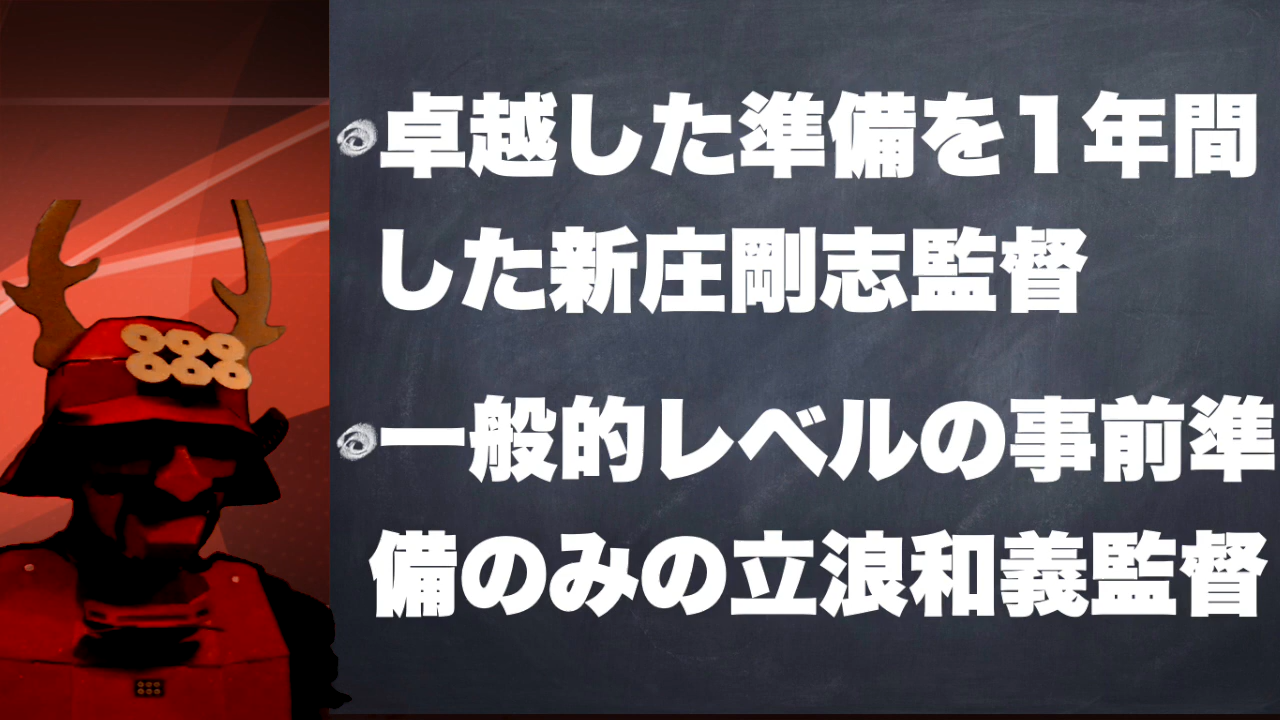 卓越した準備を1年間
した新庄剛志監督
一般的レベルの事前準
備のみの立浪和義監督